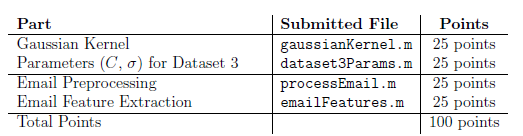 Part Submitted File Points
Gaussian Kernel gaussianKernel.m 25 points
Parameters (C, σ) for Dataset 3 dataset3Params.m 25 points
Email Preprocessing processEmail.m 25 points
Email Feature Extraction emailFeatures.m 25 points
Total Points 100 points